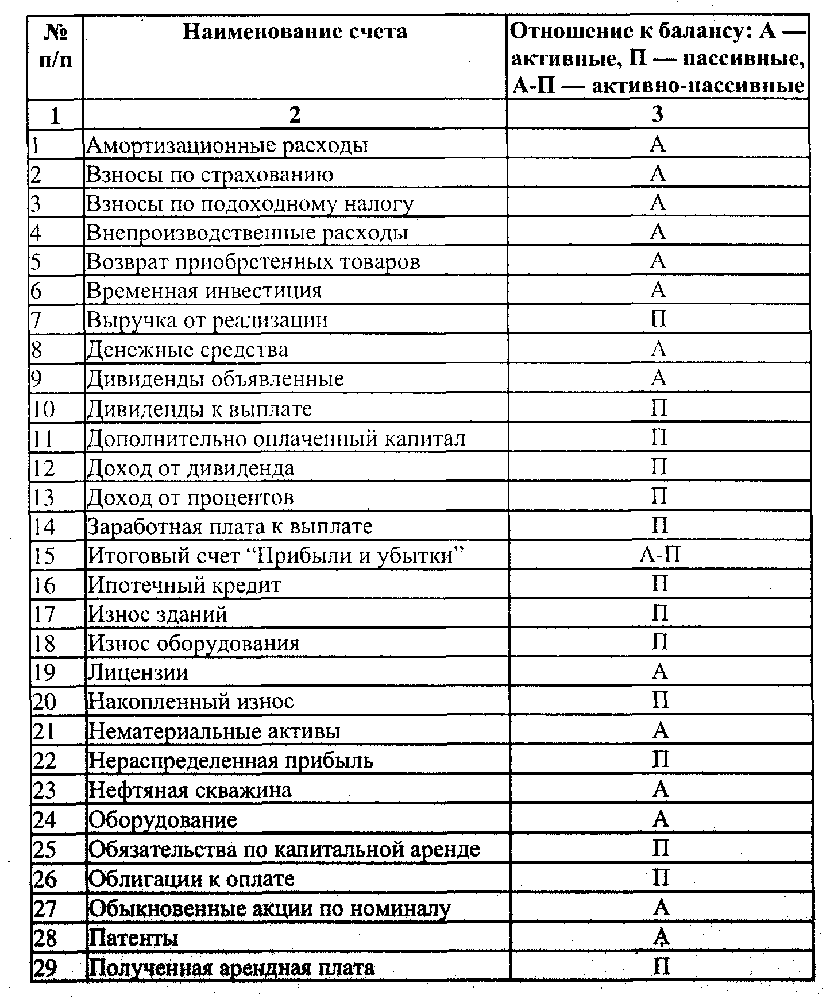 № п/п Наименование счета Отношение к балансу: А —
активные, П — пассивные,
А-П — активно-пассивные
1 2 3
1 Амортизационные расходы А
2 Взносы по страхованию А
3 Взносы по подоходному налогу А
4 Внепроизводственные расходы А
5 Возврат приобретенных товаров А
6 Временная инвестиция А
7 Выручка от реализации П
8 Денежные средства А
9 Дивиденды объявленные А
10 Дивиденды к выплате П
11 Дополнительно оплаченный капитал П
12 Доход от дивиденда П
13 Доход от процентов П
14 Заработная плата к выплате П
15 Итоговый счет “Прибыли и убытки” А-П
16 Ипотечный кредит П
17 Износ зданий П
18 Износ оборудования П
19 Лицензии А
20 Накопленный износ П
21 Нематериальные активы А
22 Нераспределенная прибыль П
23 Нефтяная скважина А
24 Оборудование А
25 Обязательства по капитальной аренде П
26 Облигации к оплате П
27 Обыкновенные акции по номиналу А
28 Патенты А
29 Полученная арендная плата П